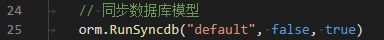 24 // 同步数据库模型
25 orm.RunSyncdb("default", false, true)